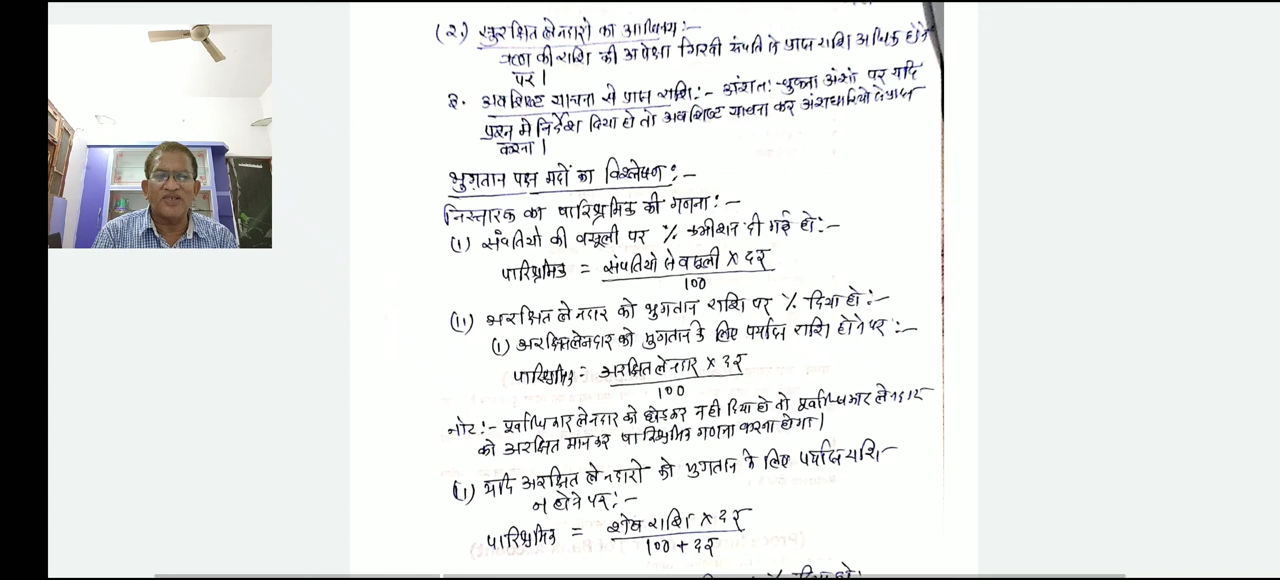 (२) सुरक्षित लेनदारो का आधिक्य:-
ऋण की राशि की अपेक्षा गिरवी संपति से प्राप्त राशि अधिक होने
पर।
३. अवशिष्ट याचना से प्राप्त राशि:- अंशतः चुकता अंशों पर यदि
प्रश्न मे निर्देश दिया हो तो अवशिष्ट याचना कर अंशधारियो से प्राप्त
करना।
भुगतान पक्ष मदों का विश्लेषण:-
निस्तारक का पारिश्रमिक की गणना:-
(i) संपतियो की वसूली पर % कमीशन दी गई हो:-
पारिश्रमिक = संपतियो से वसूली x दर
100
(ii) अरक्षित लेनदार को भुगतान राशि पर % दिया हो:-
(i) अरक्षित लेनदार को भुगतान के लिए पर्याप्त राशि होने पर:-
पारिश्रमिक = अरक्षित लेनदार x दर
100
नोट:- पूर्वाधिकार लेनदार को छोडकर नही दिया हो तो पूर्वाधिकार लेनदार
को अरक्षित मानकर पारिश्रमिक गणना करना होगा।
(ii) यदि अरक्षित लेनदारो को भुगतान के लिए पर्याप्त राशि
न होने पर:-
पारिश्रमिक = शेष राशि x दर
100 + दर
% दिया हो: